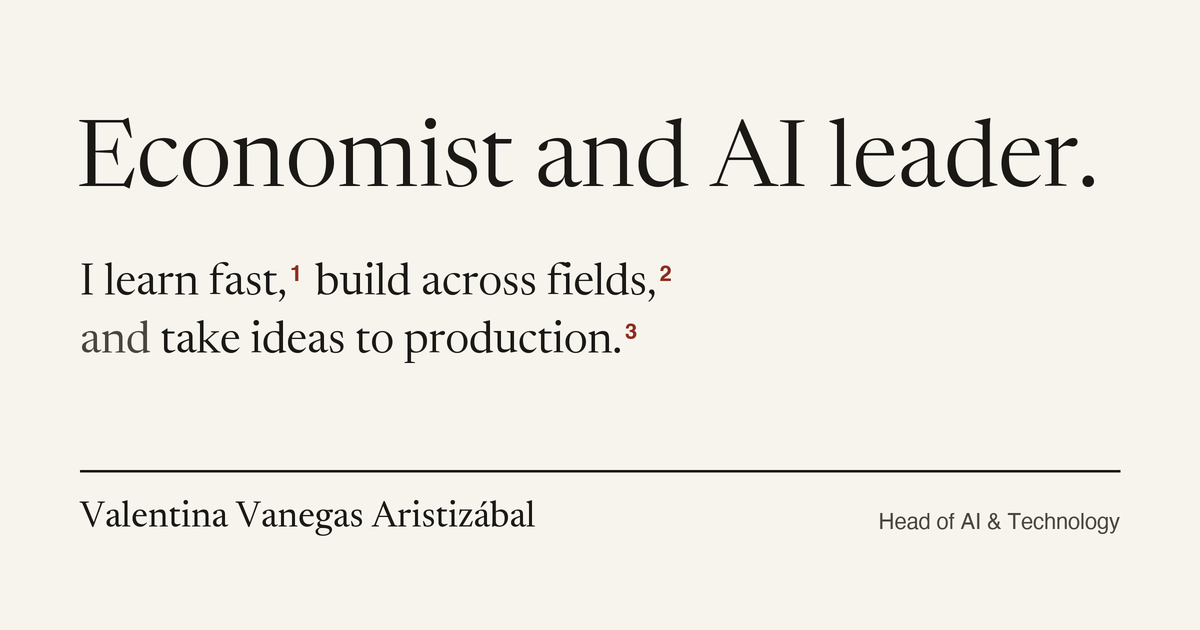 Economist and AI leader.
I learn fast,¹ build across fields,²
and take ideas to production.³
Valentina Vanegas Aristizábal
Head of AI & Technology